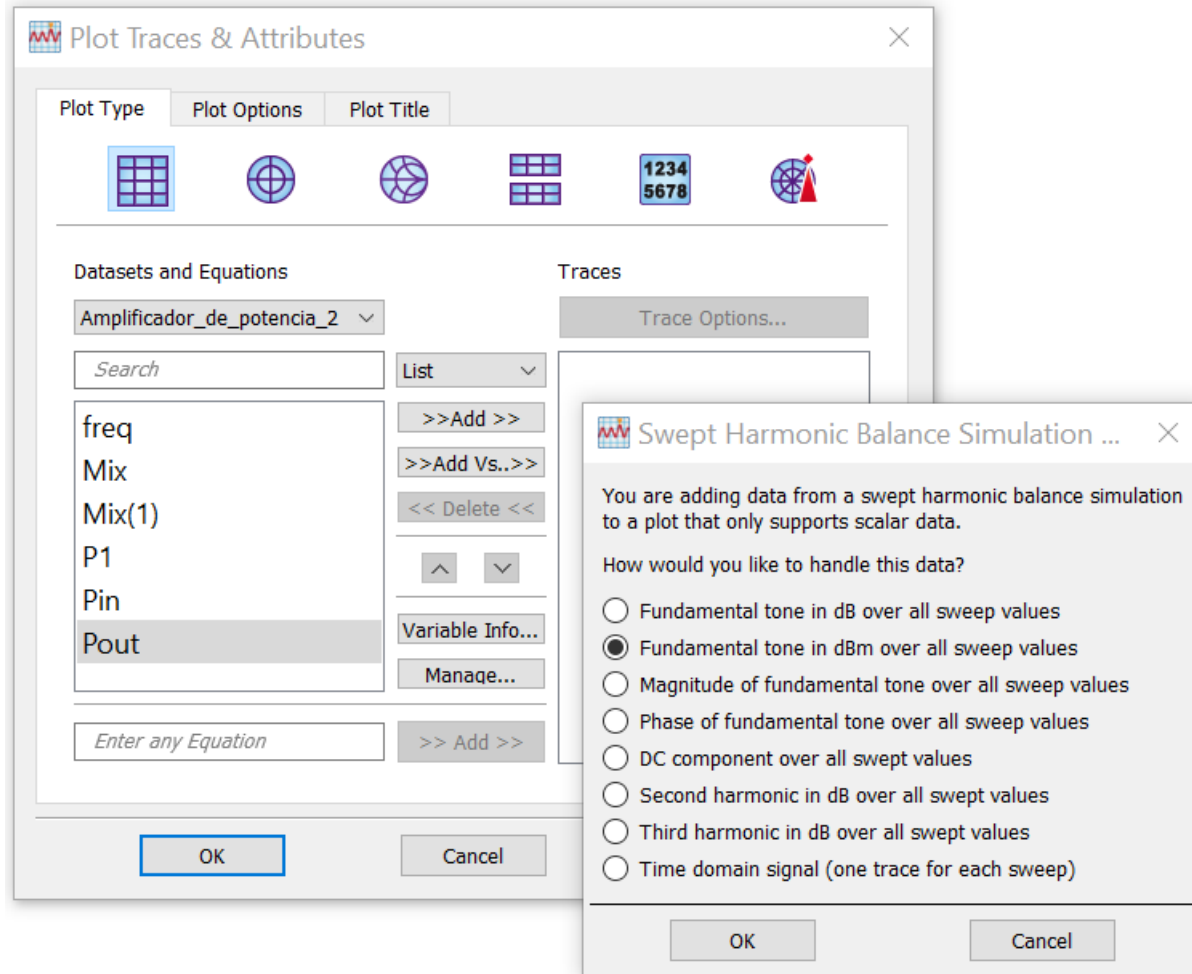 Plot Traces & Attributes
Plot Type Plot Options Plot Title
1234
5678
Datasets and Equations
Traces
Amplificador_de_potencia_2
Trace Options...
Search
List
freq
Mix
Mix(1)
P1
Pin
Pout
>>Add >>
>>Add Vs..>>
<< Delete <<
Variable Info...
Manage...
Enter any Equation
>> Add >>
OK
Cancel
Swept Harmonic Balance Simulation ...
You are adding data from a swept harmonic balance simulation
to a plot that only supports scalar data.
How would you like to handle this data?
Fundamental tone in dB over all sweep values
Fundamental tone in dBm over all sweep values
Magnitude of fundamental tone over all sweep values
Phase of fundamental tone over all sweep values
DC component over all swept values
Second harmonic in dB over all swept values
Third harmonic in dB over all swept values
Time domain signal (one trace for each sweep)
OK
Cancel